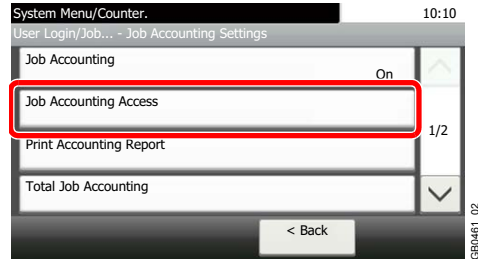 System Menu/Counter. 10:10
User Login/Job... - Job Accounting Settings
Job Accounting
On
Job Accounting Access
1/2
Print Accounting Report
Total Job Accounting
< Back
GB0461_02